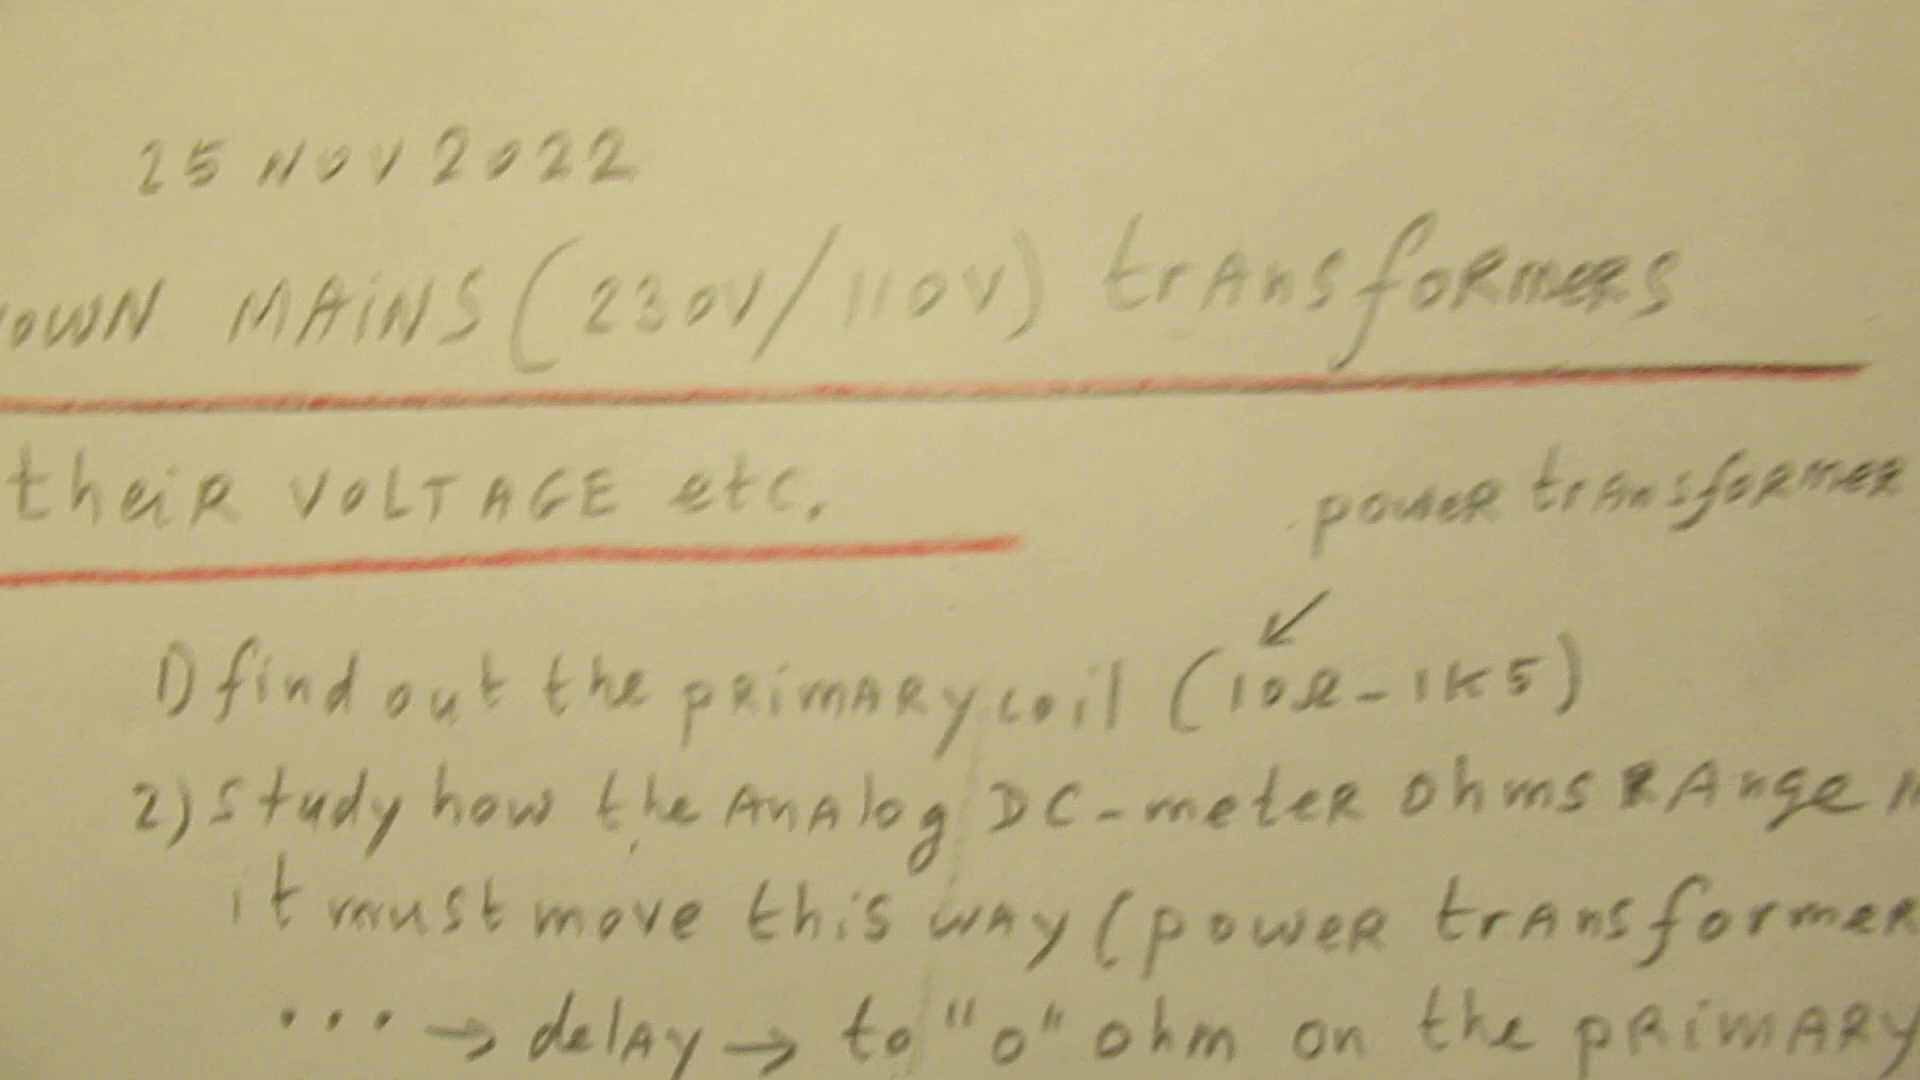 25 NOV 2022
OWN MAINS (230V/110V) transformers
their VOLTAGE etc.
power transformer
↙
1) find out the primary coil (10Ω-1K5)
2) Study how the Analog DC-meter ohms RAnge
it must move this way (power transformer
... → delay → to "0" ohm on the primary